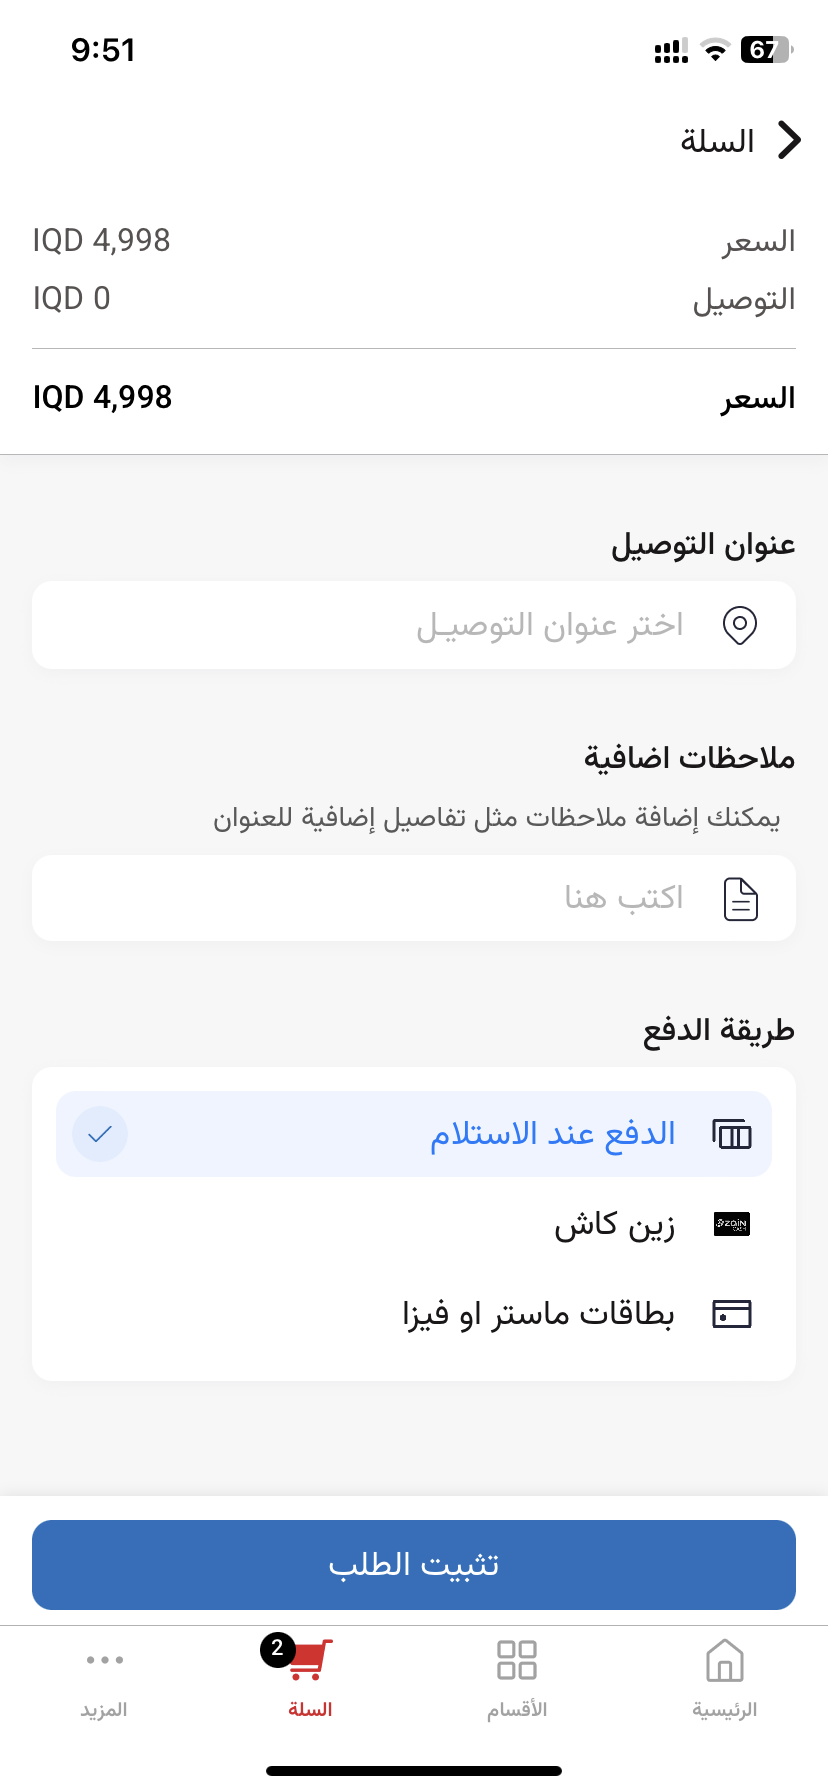 9:51
67
السلة
السعر IQD 4,998
التوصيل IQD 0
السعر IQD 4,998
عنوان التوصيل
اختر عنوان التوصيـل
ملاحظات اضافية
يمكنك إضافة ملاحظات مثل تفاصيل إضافية للعنوان
اكتب هنا
طريقة الدفع
الدفع عند الاستلام
zain CASH زين كاش
بطاقات ماستر او فيزا
تثبيت الطلب
2
الرئيسية الأقسام السلة المزيد